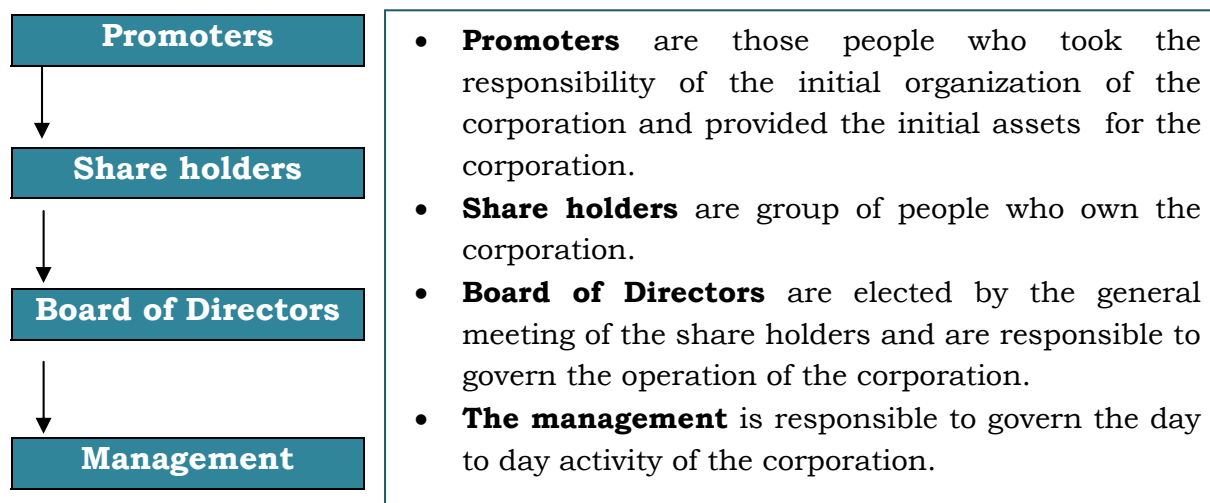 Promoters
Share holders
Board of Directors
Management
• Promoters are those people who took the
responsibility of the initial organization of the
corporation and provided the initial assets for the
corporation.
• Share holders are group of people who own the
corporation.
• Board of Directors are elected by the general
meeting of the share holders and are responsible to
govern the operation of the corporation.
• The management is responsible to govern the day
to day activity of the corporation.